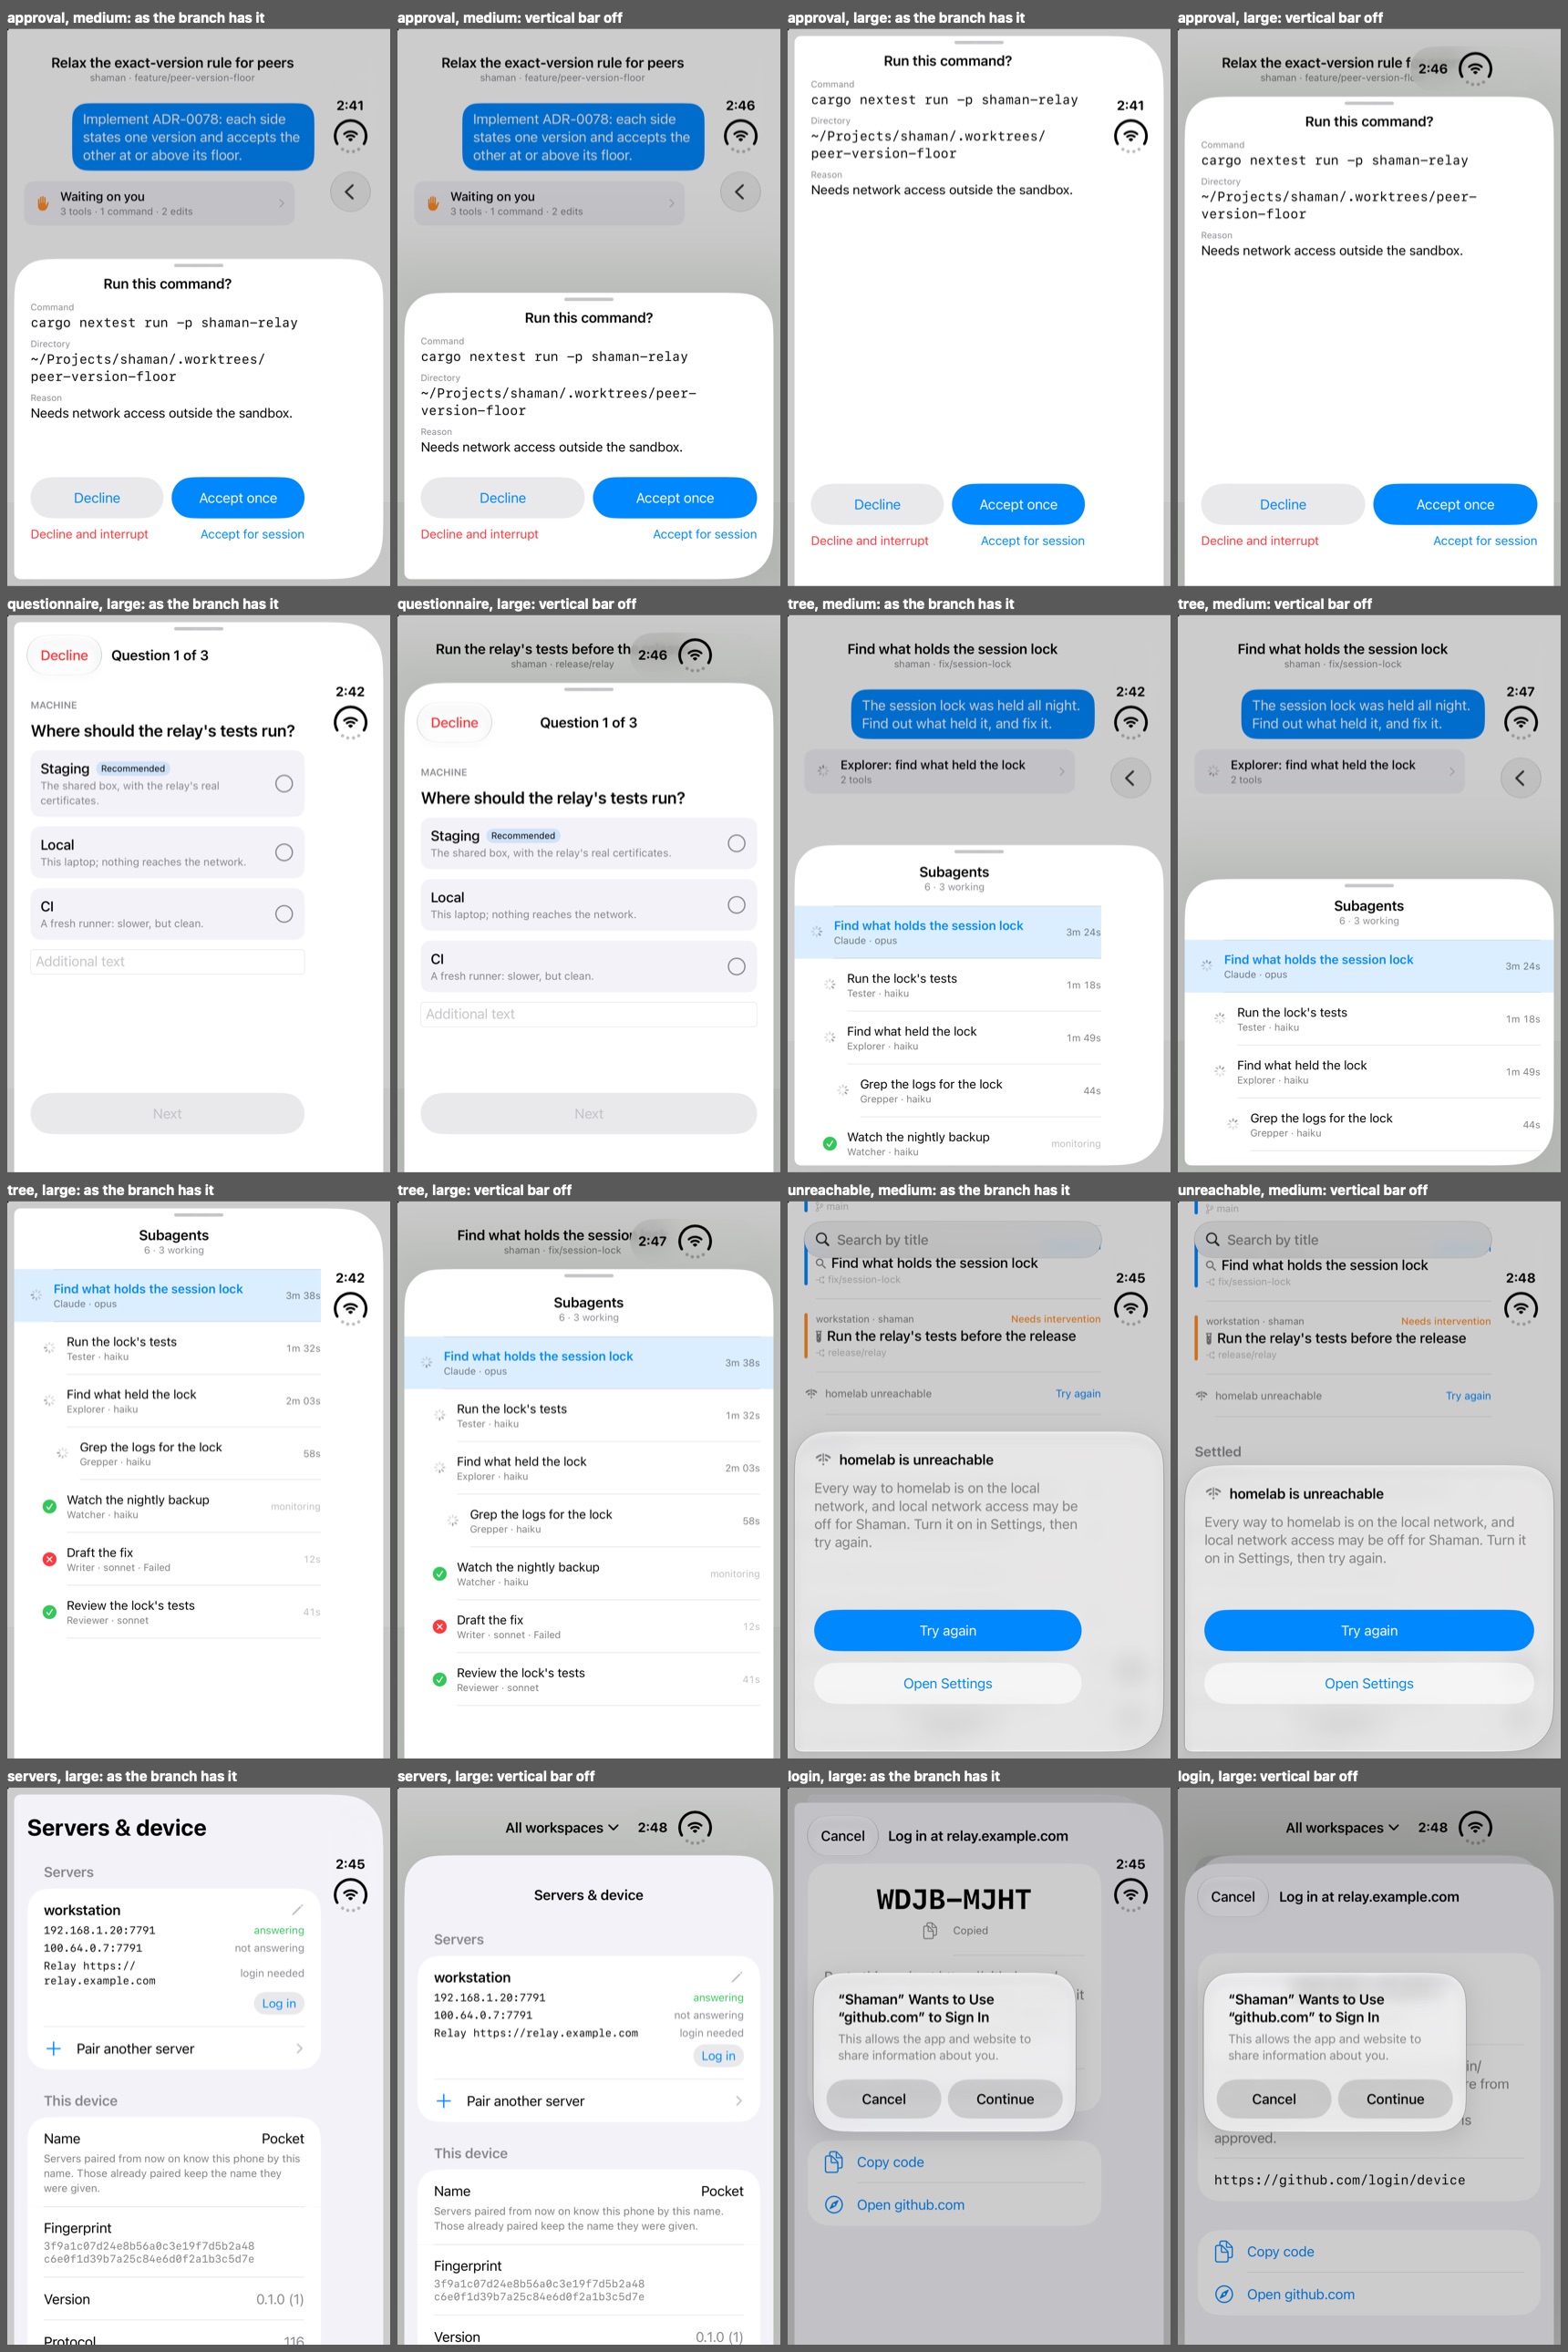 approval, medium: as the branch has it
Relax the exact-version rule for peers
shaman · feature/peer-version-floor
Implement ADR-0078: each side
states one version and accepts the
other at or above its floor.
2:41
Waiting on you
3 tools · 1 command · 2 edits
Run this command?
Command
cargo nextest run -p shaman-relay
Directory
~/Projects/shaman/.worktrees/
peer-version-floor
Reason
Needs network access outside the sandbox.
Decline
Accept once
Decline and interrupt
Accept for session
approval, medium: vertical bar off
Relax the exact-version rule for peers
shaman · feature/peer-version-floor
Implement ADR-0078: each side
states one version and accepts the
other at or above its floor.
2:46
Waiting on you
3 tools · 1 command · 2 edits
Run this command?
Command
cargo nextest run -p shaman-relay
Directory
~/Projects/shaman/.worktrees/peer-
version-floor
Reason
Needs network access outside the sandbox.
Decline
Accept once
Decline and interrupt
Accept for session
approval, large: as the branch has it
Run this command?
Command
cargo nextest run -p shaman-relay
2:41
Directory
~/Projects/shaman/.worktrees/
peer-version-floor
Reason
Needs network access outside the sandbox.
Decline
Accept once
Decline and interrupt
Accept for session
approval, large: vertical bar off
Relax the exact-version rule f
2:46
shaman · feature/peer-version-flo
Run this command?
Command
cargo nextest run -p shaman-relay
Directory
~/Projects/shaman/.worktrees/peer-
version-floor
Reason
Needs network access outside the sandbox.
Decline
Accept once
Decline and interrupt
Accept for session
questionnaire, large: as the branch has it
Decline
Question 1 of 3
2:42
MACHINE
Where should the relay's tests run?
Staging Recommended
The shared box, with the relay's real
certificates.
Local
This laptop; nothing reaches the network.
CI
A fresh runner: slower, but clean.
Additional text
Next
questionnaire, large: vertical bar off
Run the relay's tests before th
2:46
shaman · release/relay
Decline
Question 1 of 3
MACHINE
Where should the relay's tests run?
Staging Recommended
The shared box, with the relay's real certificates.
Local
This laptop; nothing reaches the network.
CI
A fresh runner: slower, but clean.
Additional text
Next
tree, medium: as the branch has it
Find what holds the session lock
shaman · fix/session-lock
The session lock was held all night.
Find out what held it, and fix it.
2:42
Explorer: find what held the lock
2 tools
Subagents
6 · 3 working
Find what holds the session lock
Claude · opus
3m 24s
Run the lock's tests
Tester · haiku
1m 18s
Find what held the lock
Explorer · haiku
1m 49s
Grep the logs for the lock
Grepper · haiku
44s
Watch the nightly backup
Watcher · haiku
monitoring
tree, medium: vertical bar off
Find what holds the session lock
shaman · fix/session-lock
The session lock was held all night.
Find out what held it, and fix it.
2:47
Explorer: find what held the lock
2 tools
Subagents
6 · 3 working
Find what holds the session lock
Claude · opus
3m 24s
Run the lock's tests
Tester · haiku
1m 18s
Find what held the lock
Explorer · haiku
1m 49s
Grep the logs for the lock
Grepper · haiku
44s
tree, large: as the branch has it
Subagents
6 · 3 working
2:42
Find what holds the session lock
Claude · opus
3m 38s
Run the lock's tests
Tester · haiku
1m 32s
Find what held the lock
Explorer · haiku
2m 03s
Grep the logs for the lock
Grepper · haiku
58s
Watch the nightly backup
Watcher · haiku
monitoring
Draft the fix
Writer · sonnet · Failed
12s
Review the lock's tests
Reviewer · sonnet
41s
tree, large: vertical bar off
Find what holds the session
2:47
shaman · fix/session-lock
Subagents
6 · 3 working
Find what holds the session lock
Claude · opus
3m 38s
Run the lock's tests
Tester · haiku
1m 32s
Find what held the lock
Explorer · haiku
2m 03s
Grep the logs for the lock
Grepper · haiku
58s
Watch the nightly backup
Watcher · haiku
monitoring
Draft the fix
Writer · sonnet · Failed
12s
Review the lock's tests
Reviewer · sonnet
41s
unreachable, medium: as the branch has it
main
Search by title
Find what holds the session lock
fix/session-lock
2:45
workstation · shaman
Needs intervention
Run the relay's tests before the release
release/relay
homelab unreachable
Try again
homelab is unreachable
Every way to homelab is on the local
network, and local network access may be
off for Shaman. Turn it on in Settings, then
try again.
Try again
Open Settings
unreachable, medium: vertical bar off
main
Search by title
Find what holds the session lock
fix/session-lock
2:48
workstation · shaman
Needs intervention
Run the relay's tests before the release
release/relay
homelab unreachable
Try again
Settled
homelab is unreachable
Every way to homelab is on the local network, and
local network access may be off for Shaman. Turn it
on in Settings, then try again.
Try again
Open Settings
servers, large: as the branch has it
Servers & device
2:45
Servers
workstation
192.168.1.20:7791
answering
100.64.0.7:7791
not answering
Relay https://
relay.example.com
login needed
Log in
Pair another server
This device
Name
Pocket
Servers paired from now on know this phone by this
name. Those already paired keep the name they
were given.
Fingerprint
3f9a1c07d24e8b56a0c3e19f7d5b2a48
c6e0f1d39b7a25c84e6d0f2a1b3c5d7e
Version
0.1.0 (1)
Protocol
116
servers, large: vertical bar off
All workspaces
2:48
Servers & device
Servers
workstation
192.168.1.20:7791
answering
100.64.0.7:7791
not answering
Relay https://relay.example.com
login needed
Log in
Pair another server
This device
Name
Pocket
Servers paired from now on know this phone by this name.
Those already paired keep the name they were given.
Fingerprint
3f9a1c07d24e8b56a0c3e19f7d5b2a48
c6e0f1d39b7a25c84e6d0f2a1b3c5d7e
Version
0.1.0 (1)
login, large: as the branch has it
Cancel
Log in at relay.example.com
2:45
WDJB-MJHT
Copied
it
“Shaman” Wants to Use
“github.com” to Sign In
This allows the app and website to
share information about you.
Cancel
Continue
Copy code
Open github.com
login, large: vertical bar off
All workspaces
2:48
Cancel
Log in at relay.example.com
“Shaman” Wants to Use
“github.com” to Sign In
This allows the app and website to
share information about you.
in/
re from
Cancel
Continue
is
approved.
https://github.com/login/device
Copy code
Open github.com